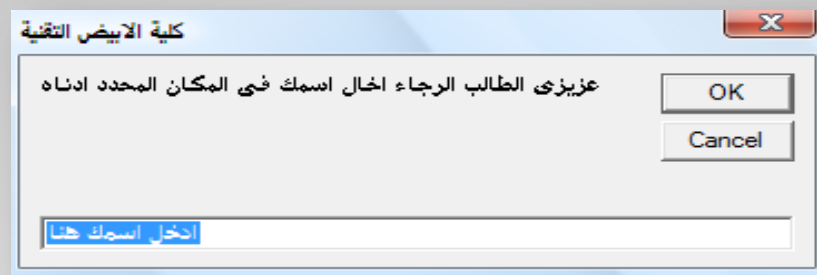 كلية الابيض التقنية
عزيزى الطالب الرجاء اخال اسمك فى المكان المحدد ادناه
OK
Cancel
ادخل اسمك هنا